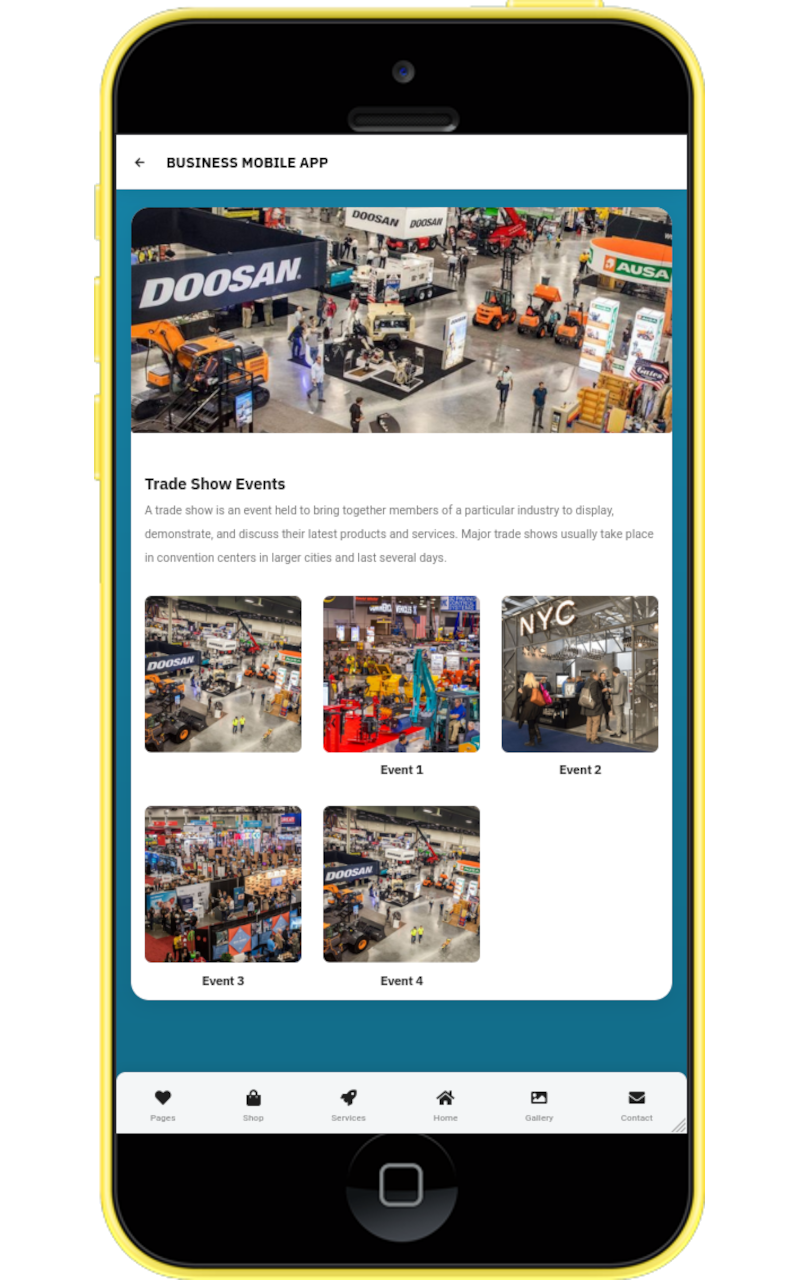 BUSINESS MOBILE APP
DOOSAN
DOOSAN
DOOSAN
AUSA
Trade Show Events
A trade show is an event held to bring together members of a particular industry to display,
demonstrate, and discuss their latest products and services. Major trade shows usually take place
in convention centers in larger cities and last several days.
DOOSAN
NYC
Event 1
Event 2
DOOSAN
Event 3
Event 4
Pages
Shop
Services
Home
Gallery
Contact